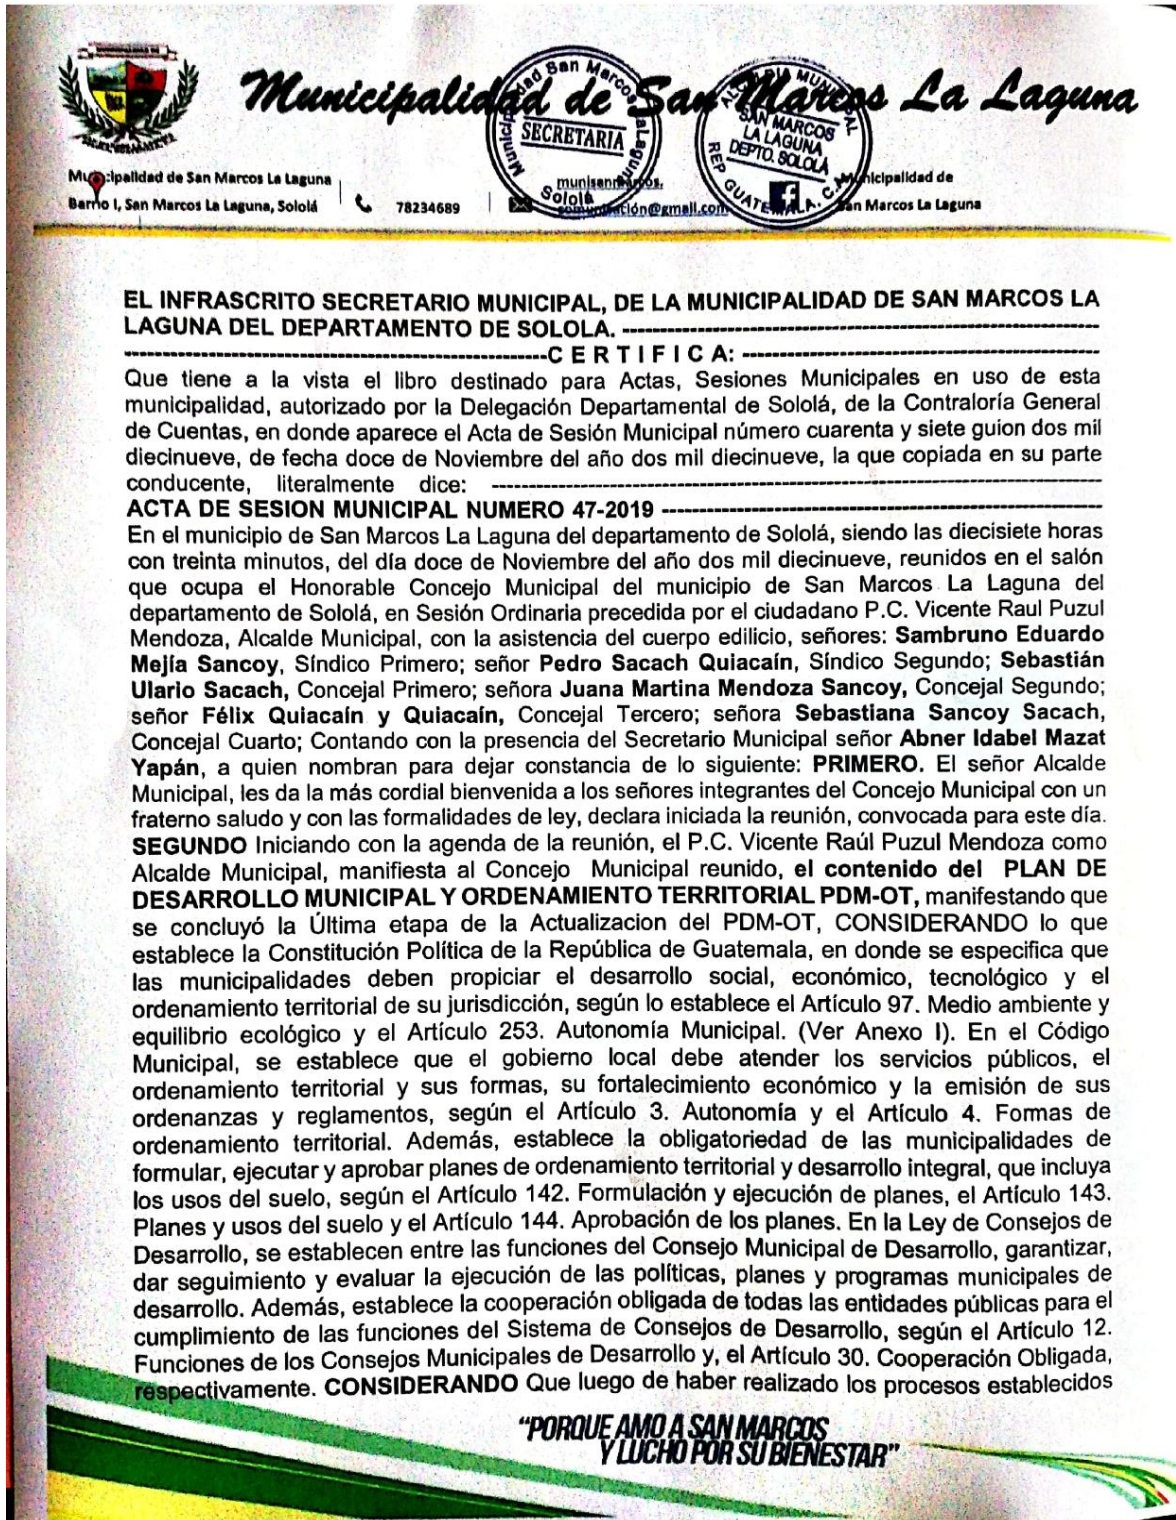 Municipalidad de San Marcos La Laguna
Municipalidad San Marcos La Laguna
SECRETARIA
Sololá
ALCALDIA MUNICIPAL
SAN MARCOS
LA LAGUNA
DEPTO. SOLOLÁ
REP. GUATEMALA, C.A.
Municipalidad de San Marcos La Laguna
Barrio I, San Marcos La Laguna, Sololá
78234689
munisanmarcos.
comunicación@gmail.com
Municipalidad de
San Marcos La Laguna
EL INFRASCRITO SECRETARIO MUNICIPAL, DE LA MUNICIPALIDAD DE SAN MARCOS LA
LAGUNA DEL DEPARTAMENTO DE SOLOLA. ------------------------------------------------------------
------------------------------------------------------C E R T I F I C A: ---------------------------------------------
Que tiene a la vista el libro destinado para Actas, Sesiones Municipales en uso de esta
municipalidad, autorizado por la Delegación Departamental de Sololá, de la Contraloría General
de Cuentas, en donde aparece el Acta de Sesión Municipal número cuarenta y siete guion dos mil
diecinueve, de fecha doce de Noviembre del año dos mil diecinueve, la que copiada en su parte
conducente, literalmente dice: ------------------------------------------------------------------------------
ACTA DE SESION MUNICIPAL NUMERO 47-2019 --------------------------------------------------------
En el municipio de San Marcos La Laguna del departamento de Sololá, siendo las diecisiete horas
con treinta minutos, del día doce de Noviembre del año dos mil diecinueve, reunidos en el salón
que ocupa el Honorable Concejo Municipal del municipio de San Marcos La Laguna del
departamento de Sololá, en Sesión Ordinaria precedida por el ciudadano P.C. Vicente Raul Puzul
Mendoza, Alcalde Municipal, con la asistencia del cuerpo edilicio, señores: Sambruno Eduardo
Mejía Sancoy, Síndico Primero; señor Pedro Sacach Quiacaín, Síndico Segundo; Sebastián
Ulario Sacach, Concejal Primero; señora Juana Martina Mendoza Sancoy, Concejal Segundo;
señor Félix Quiacaín y Quiacaín, Concejal Tercero; señora Sebastiana Sancoy Sacach,
Concejal Cuarto; Contando con la presencia del Secretario Municipal señor Abner Idabel Mazat
Yapán, a quien nombran para dejar constancia de lo siguiente: PRIMERO. El señor Alcalde
Municipal, les da la más cordial bienvenida a los señores integrantes del Concejo Municipal con un
fraterno saludo y con las formalidades de ley, declara iniciada la reunión, convocada para este día.
SEGUNDO Iniciando con la agenda de la reunión, el P.C. Vicente Raúl Puzul Mendoza como
Alcalde Municipal, manifiesta al Concejo Municipal reunido, el contenido del PLAN DE
DESARROLLO MUNICIPAL Y ORDENAMIENTO TERRITORIAL PDM-OT, manifestando que
se concluyó la Última etapa de la Actualizacion del PDM-OT, CONSIDERANDO lo que
establece la Constitución Política de la República de Guatemala, en donde se especifica que
las municipalidades deben propiciar el desarrollo social, económico, tecnológico y el
ordenamiento territorial de su jurisdicción, según lo establece el Artículo 97. Medio ambiente y
equilibrio ecológico y el Artículo 253. Autonomía Municipal. (Ver Anexo I). En el Código
Municipal, se establece que el gobierno local debe atender los servicios públicos, el
ordenamiento territorial y sus formas, su fortalecimiento económico y la emisión de sus
ordenanzas y reglamentos, según el Artículo 3. Autonomía y el Artículo 4. Formas de
ordenamiento territorial. Además, establece la obligatoriedad de las municipalidades de
formular, ejecutar y aprobar planes de ordenamiento territorial y desarrollo integral, que incluya
los usos del suelo, según el Artículo 142. Formulación y ejecución de planes, el Artículo 143.
Planes y usos del suelo y el Artículo 144. Aprobación de los planes. En la Ley de Consejos de
Desarrollo, se establecen entre las funciones del Consejo Municipal de Desarrollo, garantizar,
dar seguimiento y evaluar la ejecución de las políticas, planes y programas municipales de
desarrollo. Además, establece la cooperación obligada de todas las entidades públicas para el
cumplimiento de las funciones del Sistema de Consejos de Desarrollo, según el Artículo 12.
Funciones de los Consejos Municipales de Desarrollo y, el Artículo 30. Cooperación Obligada,
respectivamente. CONSIDERANDO Que luego de haber realizado los procesos establecidos
“PORQUE AMO A SAN MARCOS
Y LUCHO POR SU BIENESTAR”